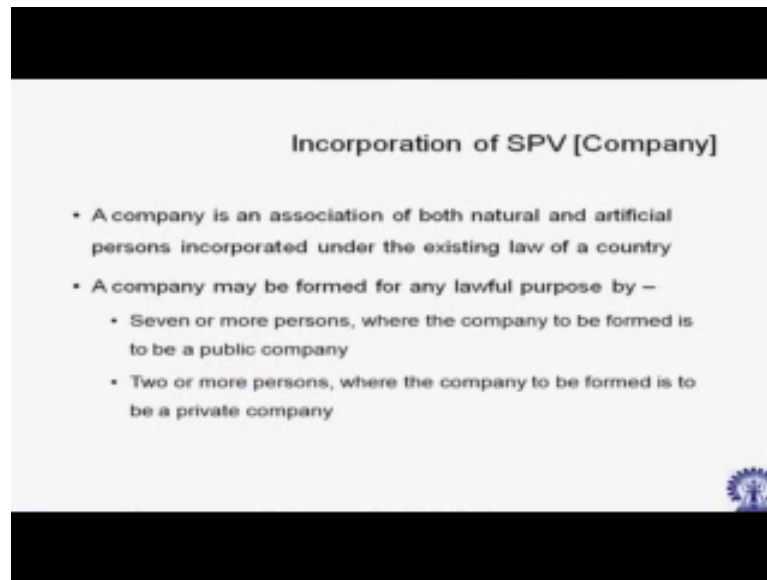 Incorporation of SPV [Company]
• A company is an association of both natural and artificial
persons incorporated under the existing law of a country
• A company may be formed for any lawful purpose by –
• Seven or more persons, where the company to be formed is
to be a public company
• Two or more persons, where the company to be formed is to
be a private company